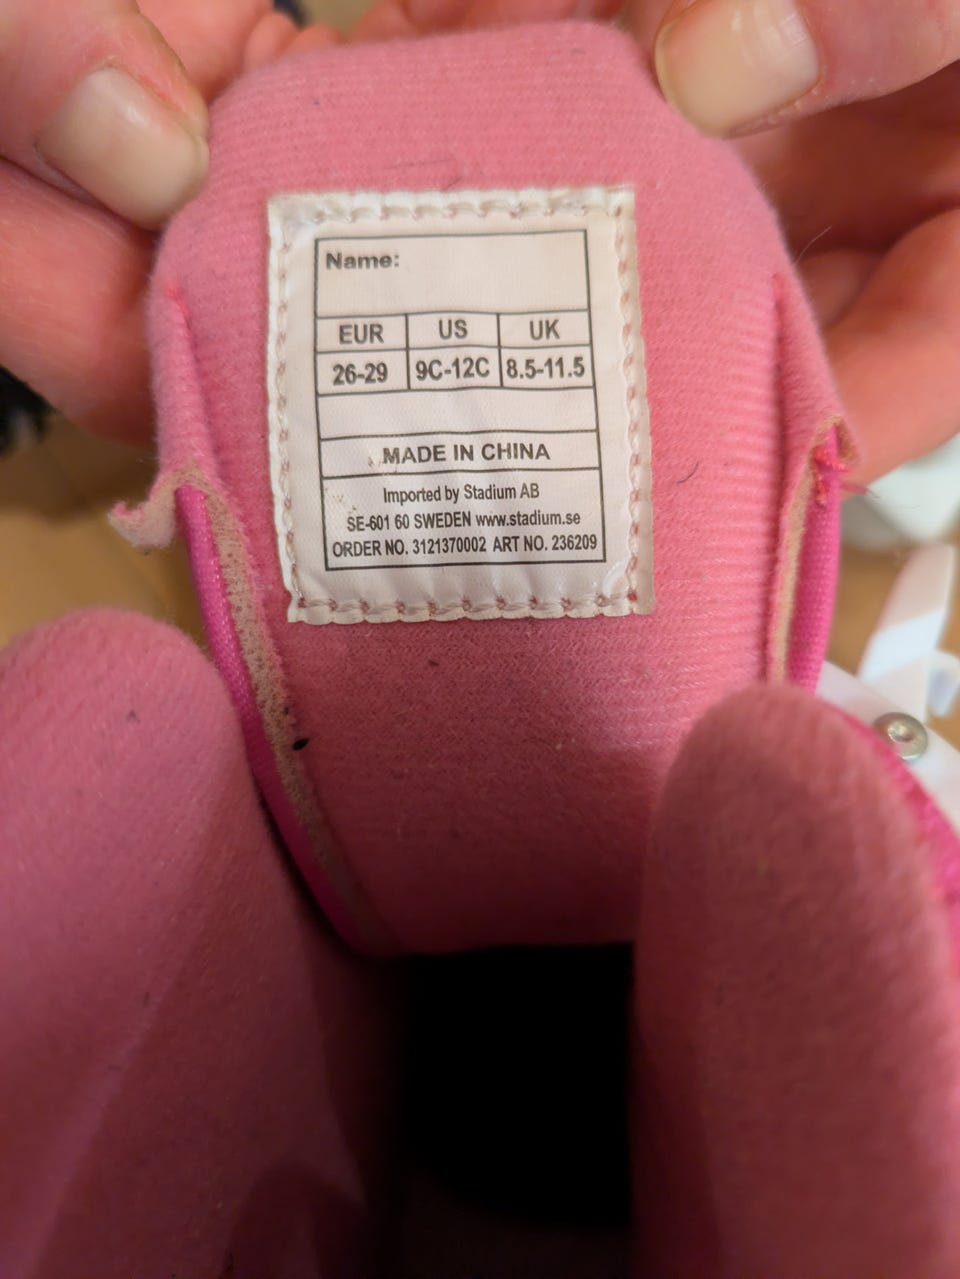 Name:
EUR US UK
26-29 9C-12C 8.5-11.5
MADE IN CHINA
Imported by Stadium AB
SE-601 60 SWEDEN www.stadium.se
ORDER NO. 3121370002 ART NO. 236209